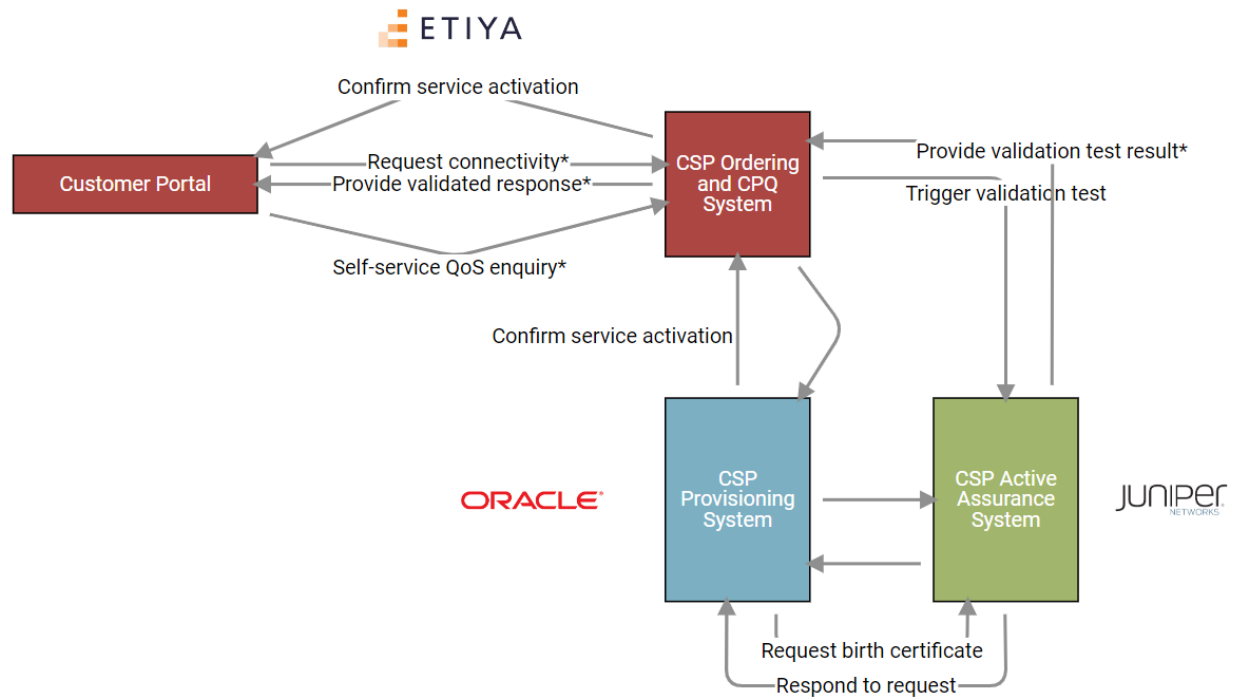 ETIYA
Confirm service activation
Request connectivity*
Provide validated response*
Self-service QoS enquiry*
Customer Portal
CSP Ordering
and CPQ
System
Provide validation test result*
Trigger validation test
Confirm service activation
ORACLE®
CSP
Provisioning
System
CSP Active
Assurance
System
JUNIPEr
NETWORKS
Request birth certificate
Respond to request